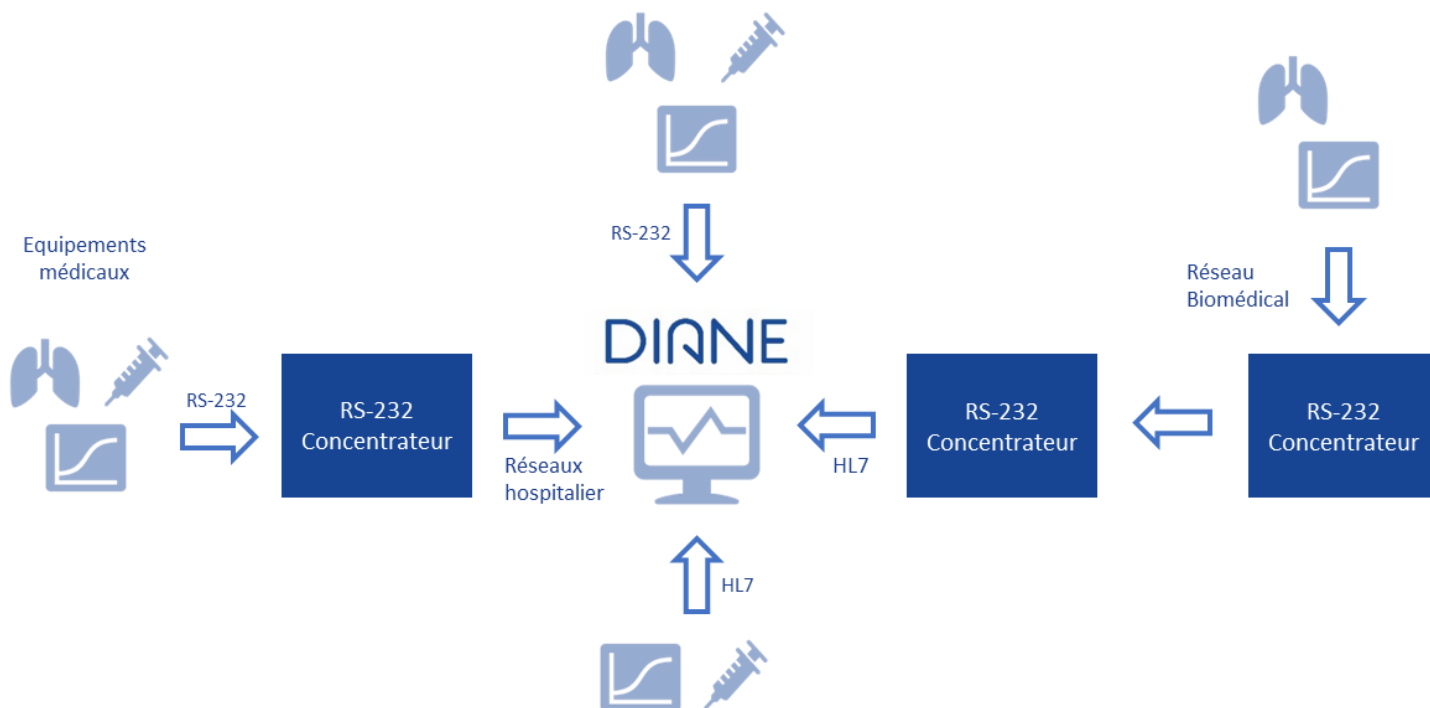 RS-232
Equipements
médicaux
Réseau
Biomédical
DIANE
RS-232
RS-232
Concentrateur
Réseaux
hospitalier
HL7
RS-232
Concentrateur
RS-232
Concentrateur
HL7